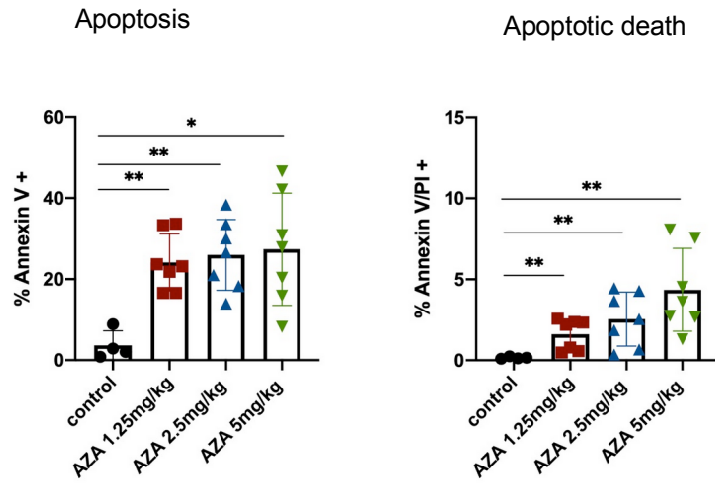 Apoptosis
60
40
20
0
% Annexin V +
*
**
**
control
AZA 1.25mg/kg
AZA 2.5mg/kg
AZA 5mg/kg
Apoptotic death
15
10
5
0
% Annexin V/PI +
**
**
**
control
AZA 1.25mg/kg
AZA 2.5mg/kg
AZA 5mg/kg